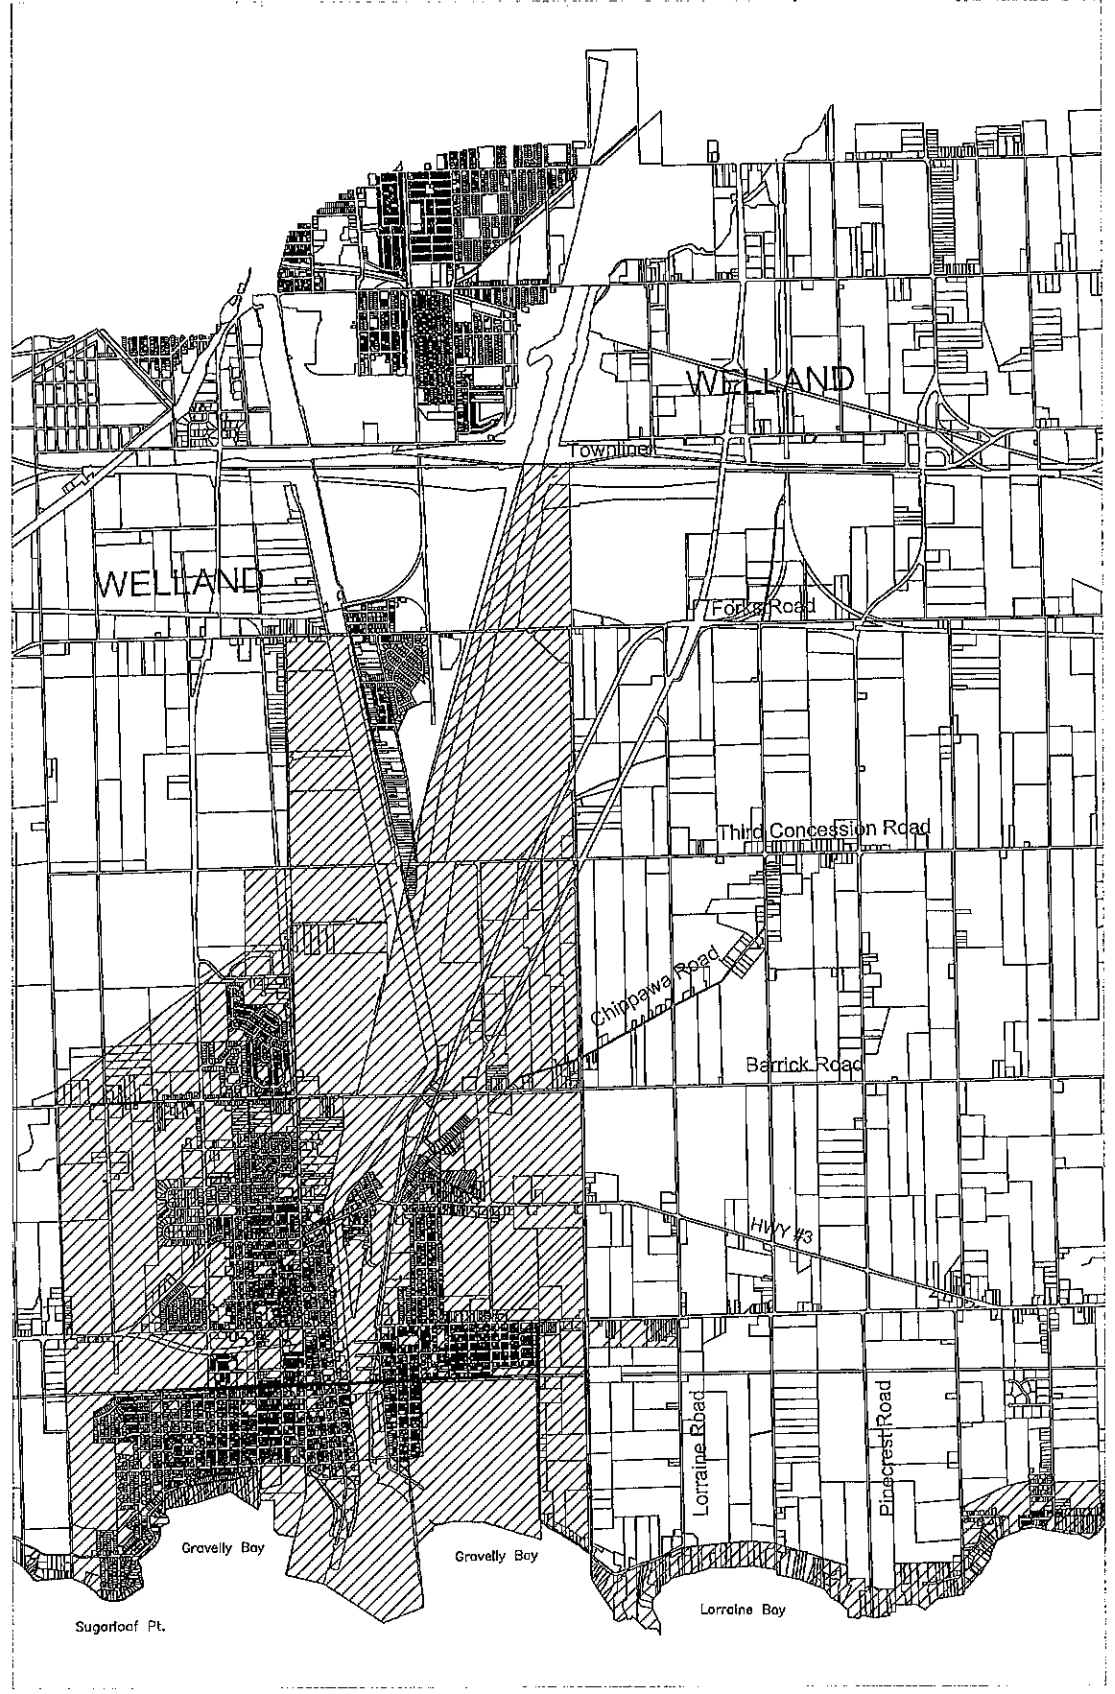 WELLAND
Townline
WELLAND
Forks Road
Third Concession Road
Chippawa Road
Barrick Road
HWY #3
Lorraine Road
Pinecrest Road
Gravelly Bay
Gravelly Bay
Lorraine Bay
Sugarloaf Pt.